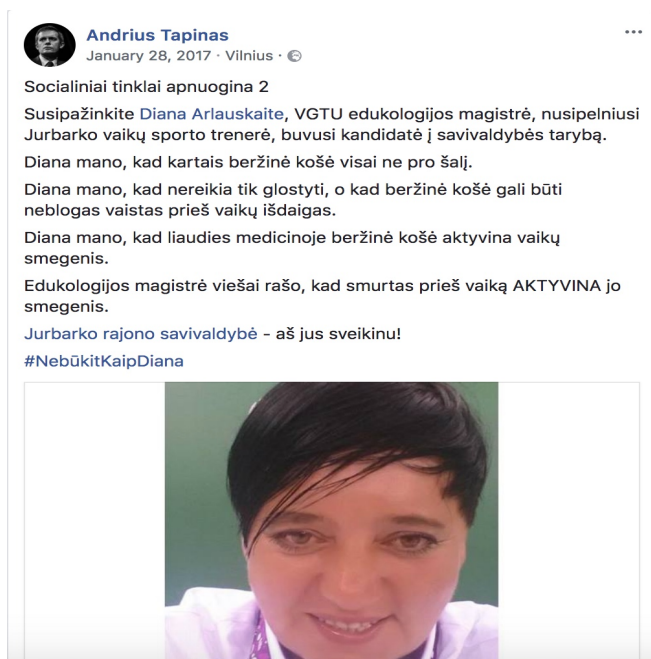 Andrius Tapinas
January 28, 2017 · Vilnius ·
Socialiniai tinklai apnuogina 2
Susipažinkite Diana Arlauskaite, VGTU edukologijos magistrė, nusipelniusi
Jurbarko vaikų sporto trenerė, buvusi kandidatė į savivaldybės tarybą.
Diana mano, kad kartais beržinė košė visai ne pro šalį.
Diana mano, kad nereikia tik glostyti, o kad beržinė košė gali būti
neblogas vaistas prieš vaikų išdaigas.
Diana mano, kad liaudies medicinoje beržinė košė aktyvina vaikų
smegenis.
Edukologijos magistrė viešai rašo, kad smurtas prieš vaiką AKTYVINA jo
smegenis.
Jurbarko rajono savivaldybė - aš jus sveikinu!
#NebūkitKaipDiana